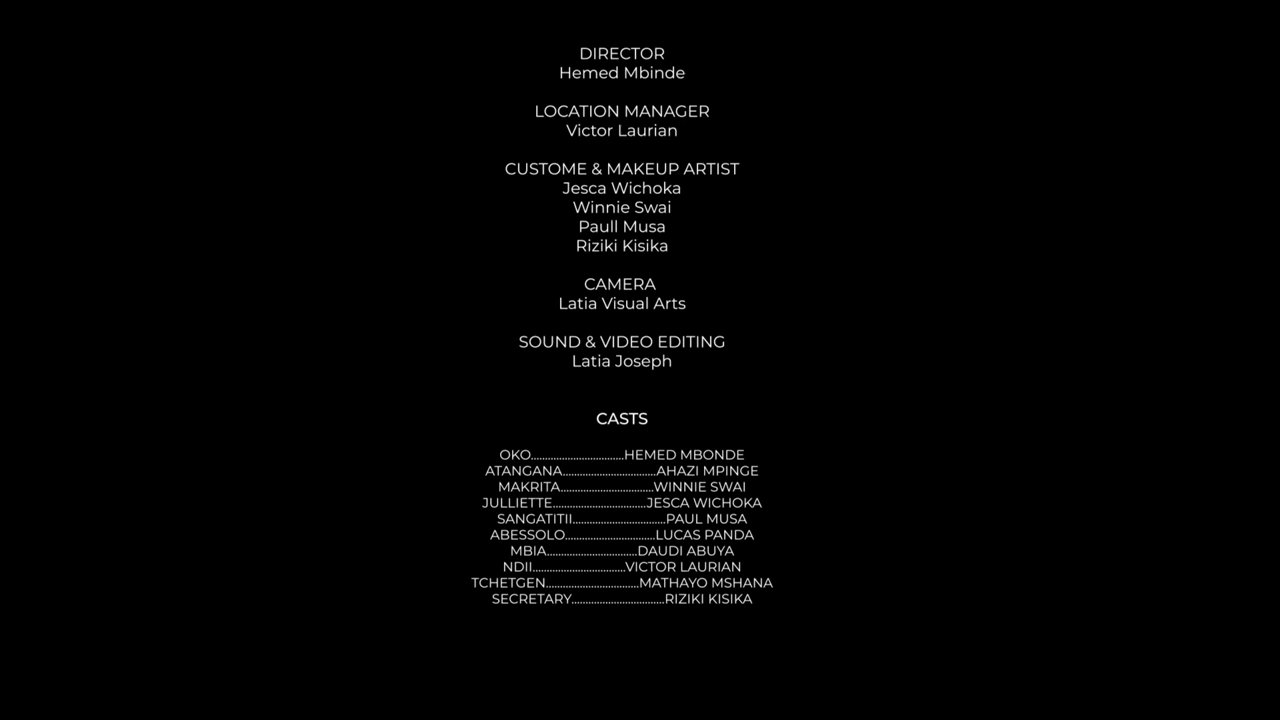 DIRECTOR
Hemed Mbinde
LOCATION MANAGER
Victor Laurian
CUSTOME & MAKEUP ARTIST
Jesca Wichoka
Winnie Swai
Paull Musa
Riziki Kisika
CAMERA
Latia Visual Arts
SOUND & VIDEO EDITING
Latia Joseph
CASTS
OKO.................................HEMED MBONDE
ATANGANA.................................AHAZI MPINGE
MAKRITA.................................WINNIE SWAI
JULLIETTE.................................JESCA WICHOKA
SANGATITII.................................PAUL MUSA
ABESSOLO................................LUCAS PANDA
MBIA................................DAUDI ABUYA
NDII.................................VICTOR LAURIAN
TCHETGEN.................................MATHAYO MSHANA
SECRETARY.................................RIZIKI KISIKA